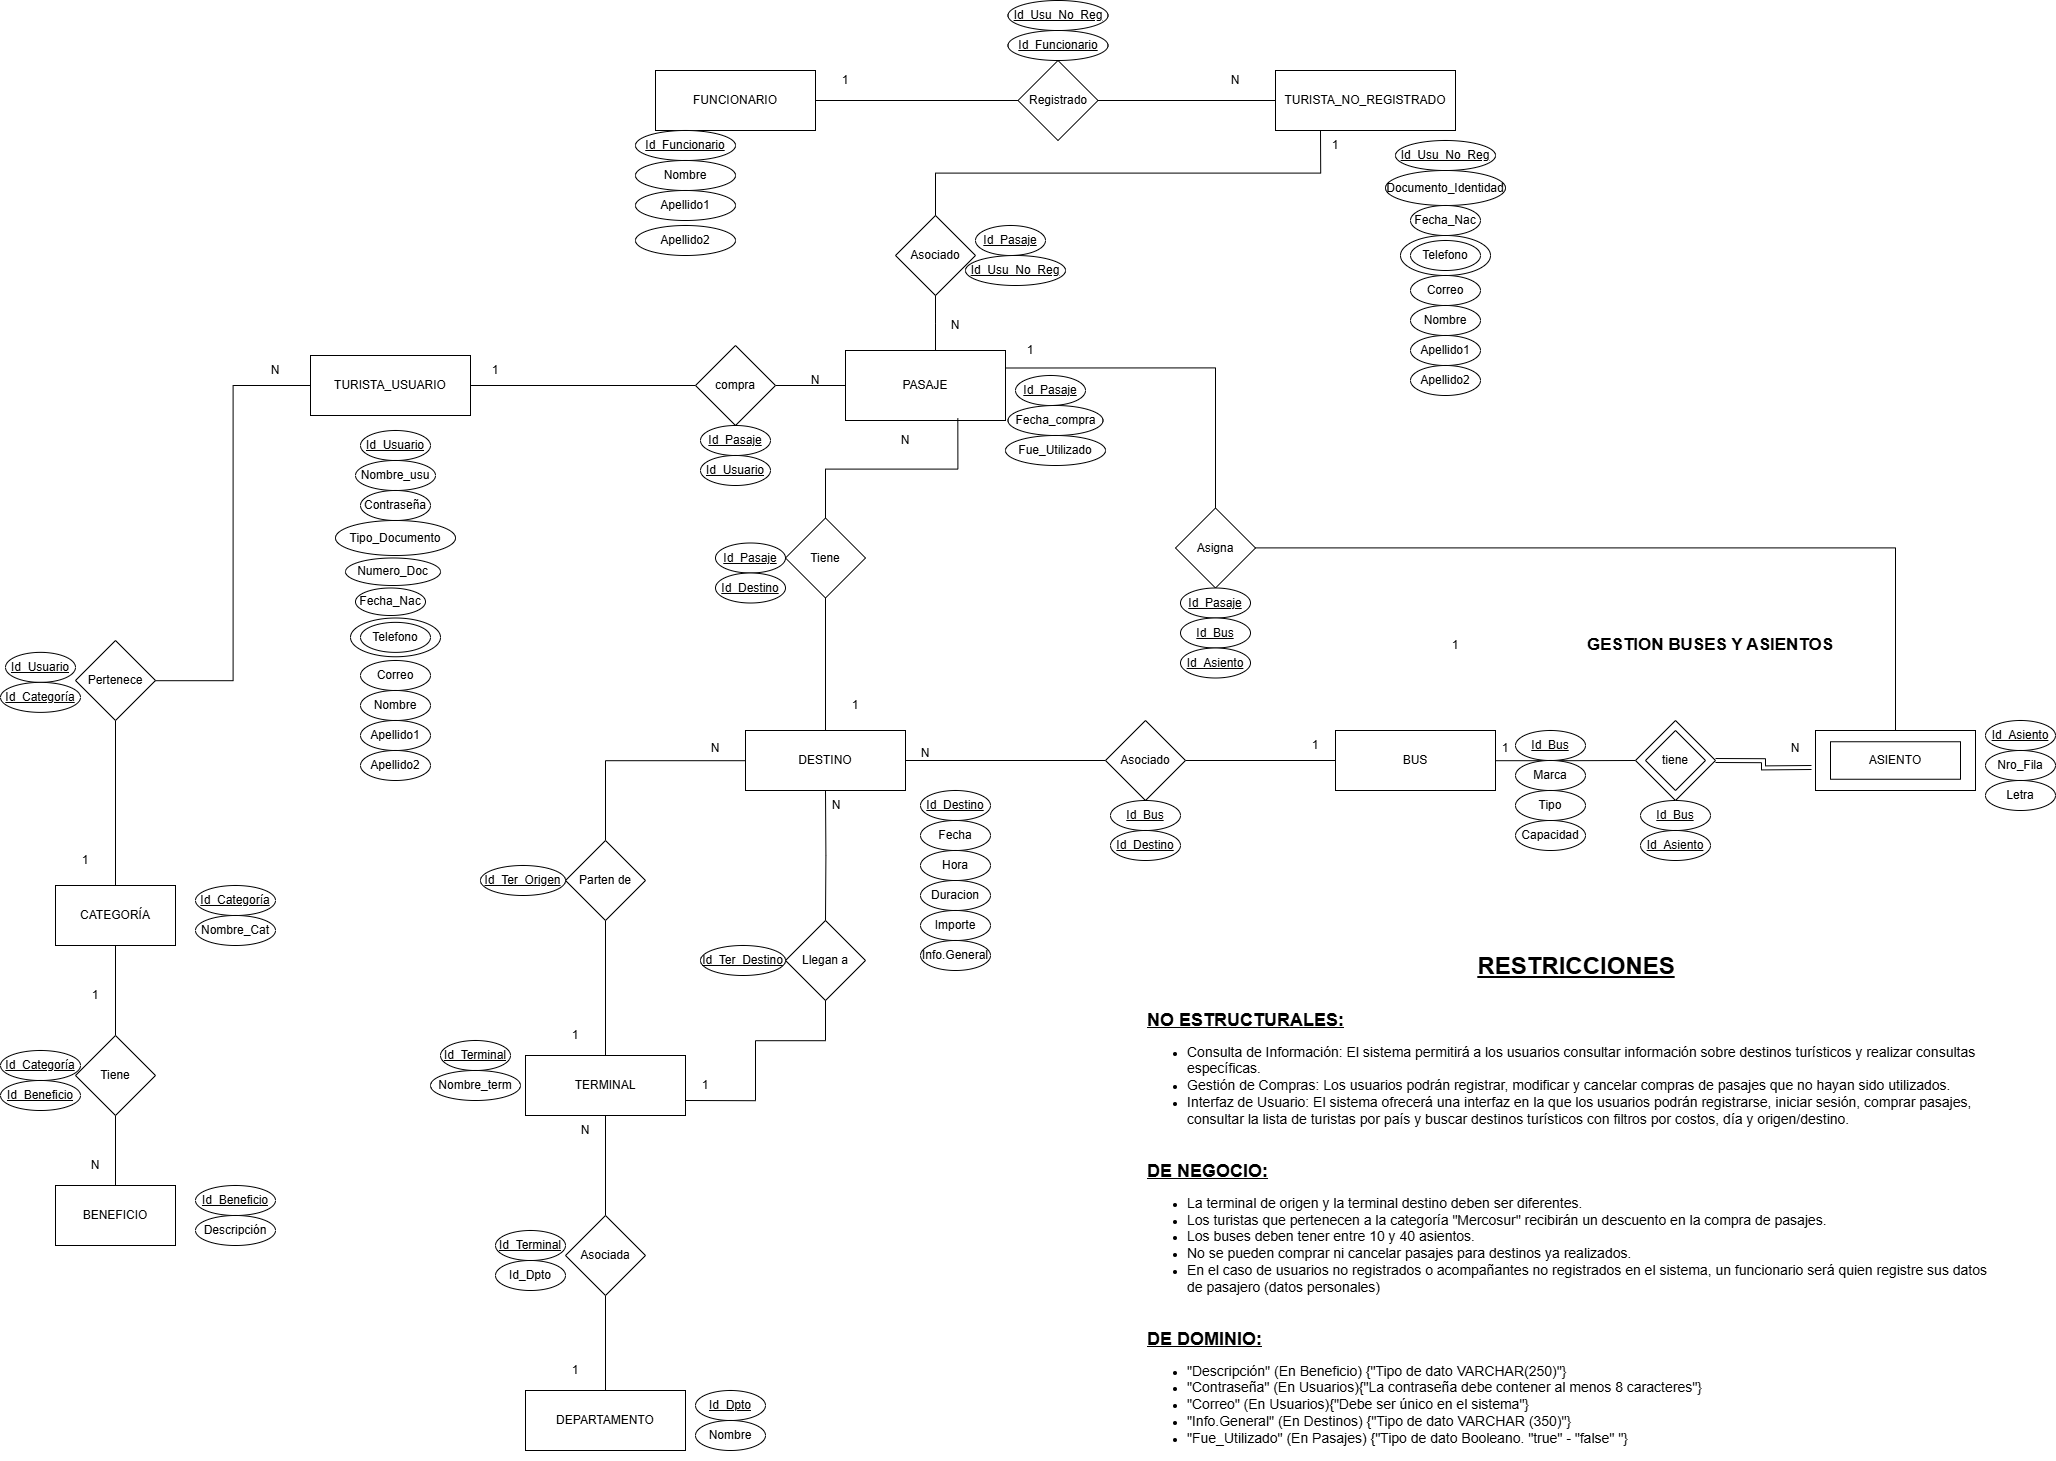 Id_Usu_No_Reg
Id_Funcionario
FUNCIONARIO
1
Registrado
N
TURISTA_NO_REGISTRADO
Id_Funcionario
Nombre
Apellido1
Apellido2
1
Id_Usu_No_Reg
Documento_Identidad
Fecha_Nac
Telefono
Correo
Nombre
Apellido1
Apellido2
Asociado
Id_Pasaje
Id_Usu_No_Reg
N
N
TURISTA_USUARIO
1
compra
N
PASAJE
1
Id_Pasaje
Fecha_compra
Fue_Utilizado
Id_Pasaje
Id_Usuario
N
Id_Usuario
Nombre_usu
Contraseña
Tipo_Documento
Numero_Doc
Fecha_Nac
Telefono
Correo
Nombre
Apellido1
Apellido2
Id_Pasaje
Id_Destino
Tiene
Asigna
Id_Pasaje
Id_Bus
Id_Asiento
1
GESTION BUSES Y ASIENTOS
Id_Usuario
Id_Categoría
Pertenece
1
N
DESTINO
N
Asociado
1
BUS
1
Id_Bus
Marca
Tipo
Capacidad
tiene
N
ASIENTO
Id_Asiento
Nro_Fila
Letra
Id_Bus
Id_Destino
Id_Bus
Id_Asiento
N
Id_Destino
Fecha
Hora
Duracion
Importe
Info.General
1
CATEGORÍA
Id_Categoría
Nombre_Cat
Id_Ter_Origen
Parten de
Id_Ter_Destino
Llegan a
1
Id_Categoría
Id_Beneficio
Tiene
1
Id_Terminal
Nombre_term
TERMINAL
1
N
N
BENEFICIO
Id_Beneficio
Descripción
Id_Terminal
Id_Dpto
Asociada
1
DEPARTAMENTO
Id_Dpto
Nombre
RESTRICCIONES
NO ESTRUCTURALES:
• Consulta de Información: El sistema permitirá a los usuarios consultar información sobre destinos turísticos y realizar consultas
específicas.
• Gestión de Compras: Los usuarios podrán registrar, modificar y cancelar compras de pasajes que no hayan sido utilizados.
• Interfaz de Usuario: El sistema ofrecerá una interfaz en la que los usuarios podrán registrarse, iniciar sesión, comprar pasajes,
consultar la lista de turistas por país y buscar destinos turísticos con filtros por costos, día y origen/destino.
DE NEGOCIO:
• La terminal de origen y la terminal destino deben ser diferentes.
• Los turistas que pertenecen a la categoría "Mercosur" recibirán un descuento en la compra de pasajes.
• Los buses deben tener entre 10 y 40 asientos.
• No se pueden comprar ni cancelar pasajes para destinos ya realizados.
• En el caso de usuarios no registrados o acompañantes no registrados en el sistema, un funcionario será quien registre sus datos
de pasajero (datos personales)
DE DOMINIO:
• "Descripción" (En Beneficio) {"Tipo de dato VARCHAR(250)"}
• "Contraseña" (En Usuarios){"La contraseña debe contener al menos 8 caracteres"}
• "Correo" (En Usuarios){"Debe ser único en el sistema"}
• "Info.General" (En Destinos) {"Tipo de dato VARCHAR (350)"}
• "Fue_Utilizado" (En Pasajes) {"Tipo de dato Booleano. "true" - "false" "}